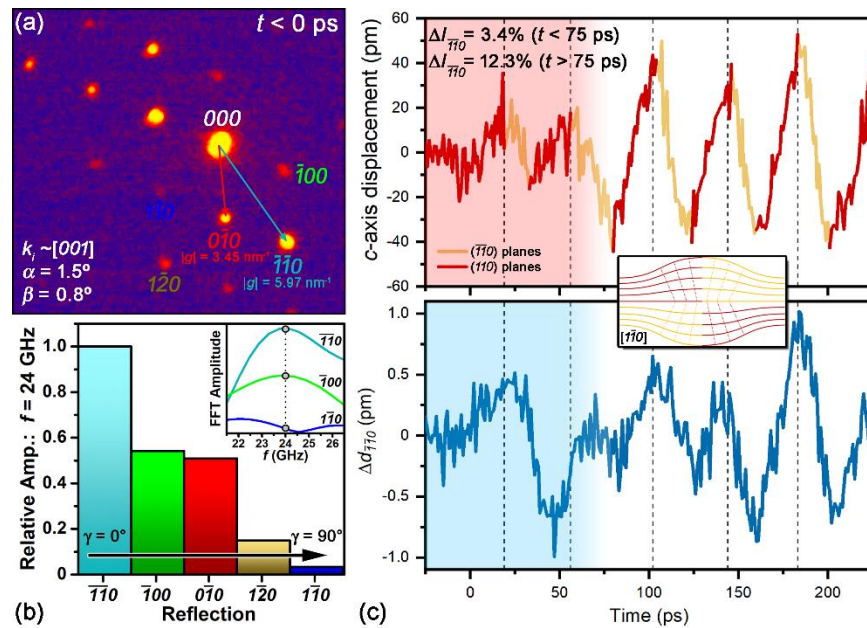 (a)
t < 0 ps
000
1̄00
11̄0
01̄0
|g| = 3.45 nm⁻¹
1̄1̄0
|g| = 5.97 nm⁻¹
12̄0
kᵢ ~[001]
α = 1.5º
β = 0.8º
(b)
Relative Amp.: f = 24 GHz
1.0
0.8
0.6
0.4
0.2
0
γ = 0°
γ = 90°
1̄1̄0
1̄00
01̄0
12̄0
11̄0
Reflection
FFT Amplitude
1̄1̄0
1̄00
11̄0
22
23
24
25
26
f (GHz)
(c)
c-axis displacement (pm)
60
40
20
0
-20
-40
-60
ΔI1̄1̄0 = 3.4% (t < 75 ps)
ΔI1̄1̄0 = 12.3% (t > 75 ps)
(1̄1̄0) planes
(110) planes
[11̄0]
Δd1̄1̄0 (pm)
1.0
0.5
0
-0.5
-1.0
0
50
100
150
200
Time (ps)